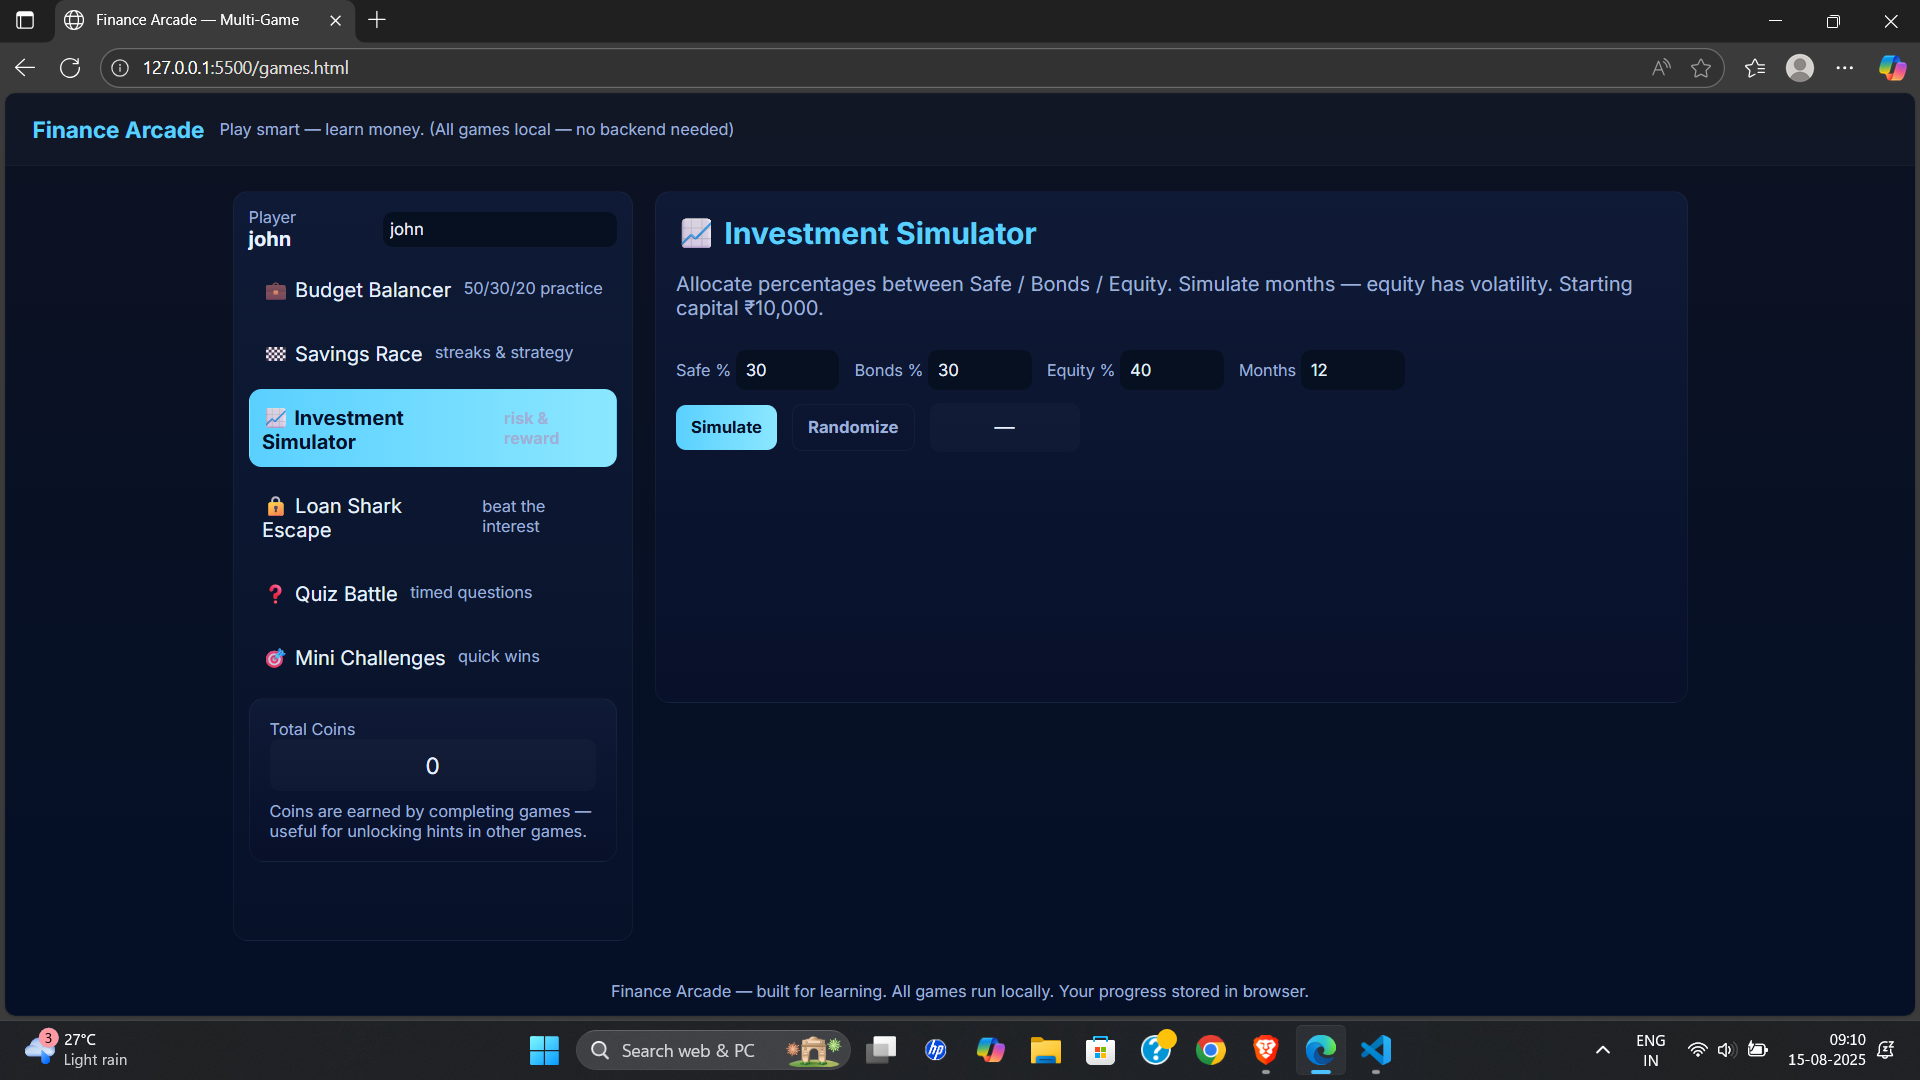 Finance Arcade — Multi-Game
127.0.0.1:5500/games.html
Finance Arcade Play smart — learn money. (All games local — no backend needed)
Player
john
john
Budget Balancer 50/30/20 practice
Savings Race streaks & strategy
Investment
Simulator
risk &
reward
Loan Shark
Escape
beat the
interest
Quiz Battle timed questions
Mini Challenges quick wins
Total Coins
0
Coins are earned by completing games —
useful for unlocking hints in other games.
Investment Simulator
Allocate percentages between Safe / Bonds / Equity. Simulate months — equity has volatility. Starting
capital ₹10,000.
Safe % 30 Bonds % 30 Equity % 40 Months 12
Simulate Randomize —
Finance Arcade — built for learning. All games run locally. Your progress stored in browser.
3
27°C
Light rain
Search web & PC
hp
ENG
IN
09:10
15-08-2025